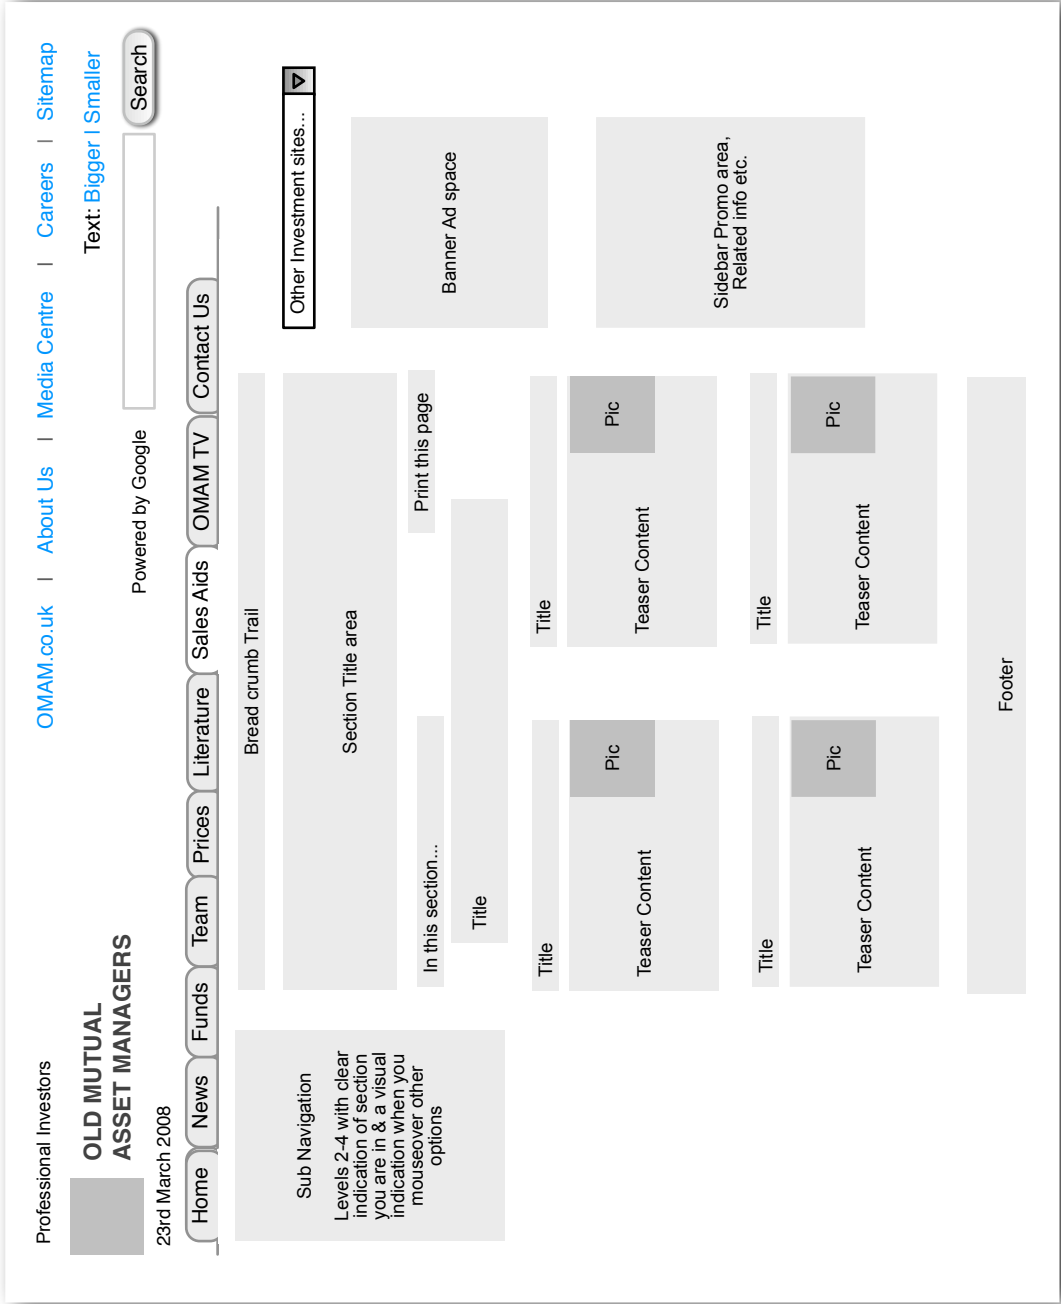 Professional Investors
OMAM.co.uk | About Us | Media Centre | Careers | Sitemap
OLD MUTUAL
ASSET MANAGERS
Text: Bigger | Smaller
23rd March 2008
Powered by Google
Search
Home
News
Funds
Team
Prices
Literature
Sales Aids
OMAM TV
Contact Us
Sub Navigation
Levels 2-4 with clear
indication of section
you are in & a visual
indication when you
mouseover other
options
Bread crumb Trail
Section Title area
In this section...
Print this page
Title
Title
Teaser Content
Pic
Title
Teaser Content
Pic
Title
Teaser Content
Pic
Title
Teaser Content
Pic
Footer
Other Investment sites...
Banner Ad space
Sidebar Promo area,
Related info etc.